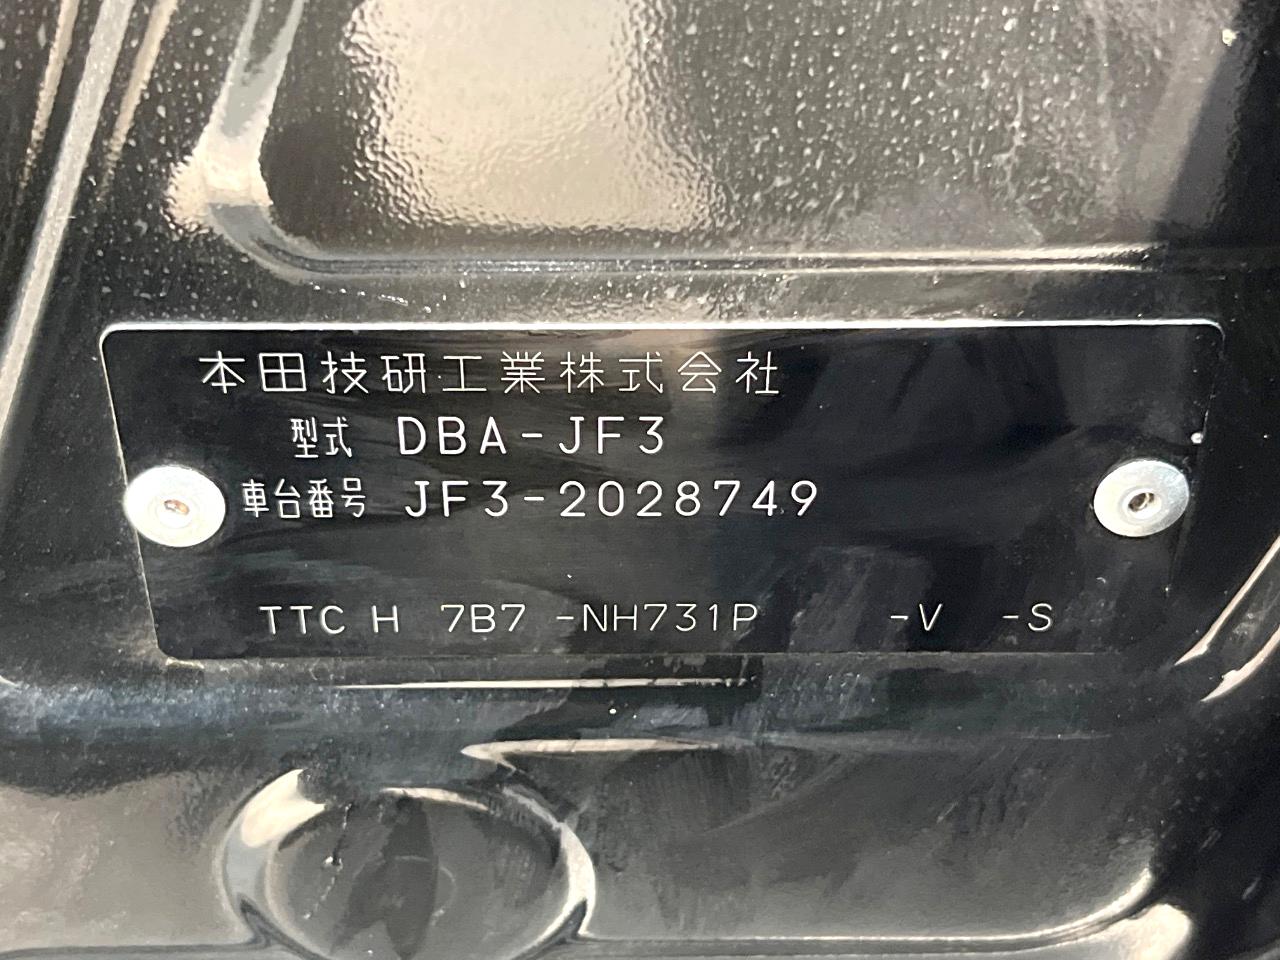 本田技研工業株式会社
型式 DBA-JF3
車台番号 JF3-2028749
TTC H 7B7 -NH731P -V -S